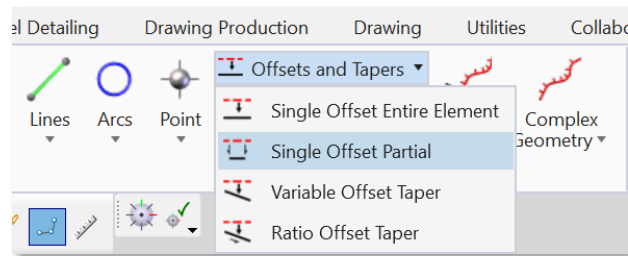 el Detailing Drawing Production Drawing Utilities Collabo
Offsets and Tapers
Lines Arcs Point Complex Geometry
Single Offset Entire Element
Single Offset Partial
Variable Offset Taper
Ratio Offset Taper